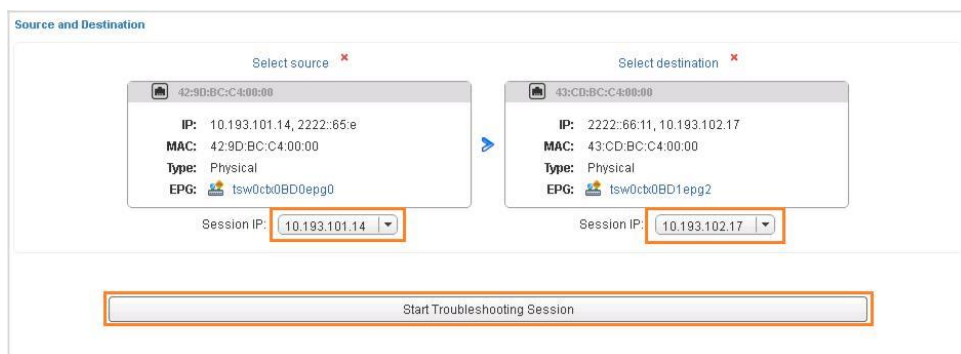 Source and Destination
Select source
Select destination
42:9D:BC:C4:00:00
43:CD:BC:C4:00:00
IP: 10.193.101.14, 2222::65:e
IP: 2222::66:11, 10.193.102.17
MAC: 42:9D:BC:C4:00:00
MAC: 43:CD:BC:C4:00:00
Type: Physical
Type: Physical
EPG: tsw0ctx0BD0epg0
EPG: tsw0ctx0BD1epg2
Session IP: 10.193.101.14
Session IP: 10.193.102.17
Start Troubleshooting Session